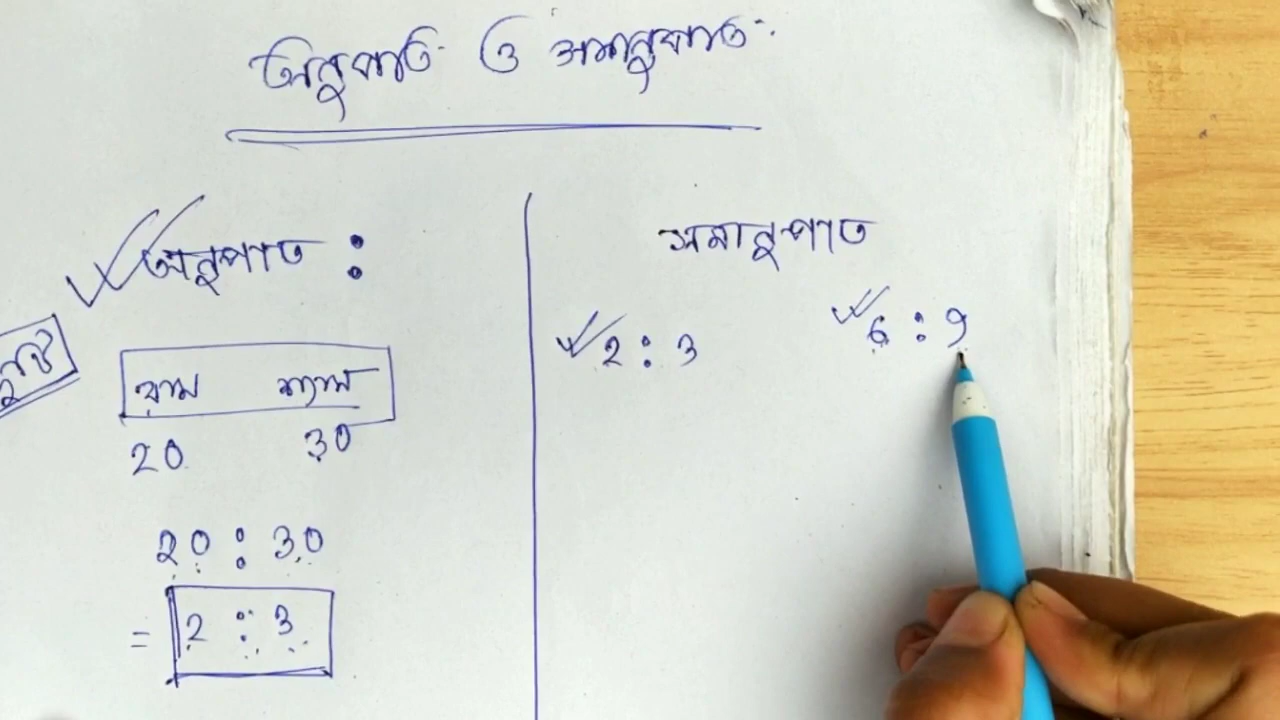 অনুপাত ও সমানুপাত
অনুপাত :
রাম শ্যাম
20 30
20 : 30
= 2 : 3
সমানুপাত
2 : 3 6 : 9